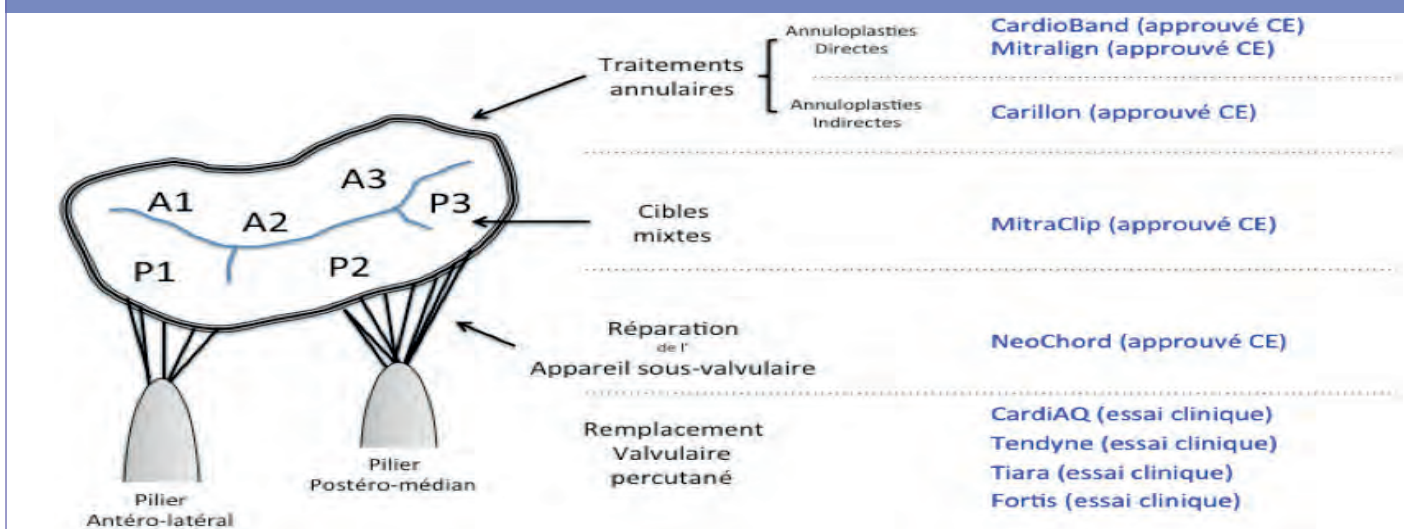 Traitements
annulaires
Annuloplasties
Directes
CardioBand (approuvé CE)
Mitralign (approuvé CE)
Annuloplasties
Indirectes
Carillon (approuvé CE)
A1
A2
A3
P1
P2
P3
Cibles
mixtes
MitraClip (approuvé CE)
Réparation
de l'
Appareil sous-valvulaire
NeoChord (approuvé CE)
Remplacement
Valvulaire
percutané
CardiAQ (essai clinique)
Tendyne (essai clinique)
Tiara (essai clinique)
Fortis (essai clinique)
Pilier
Antéro-latéral
Pilier
Postéro-médian